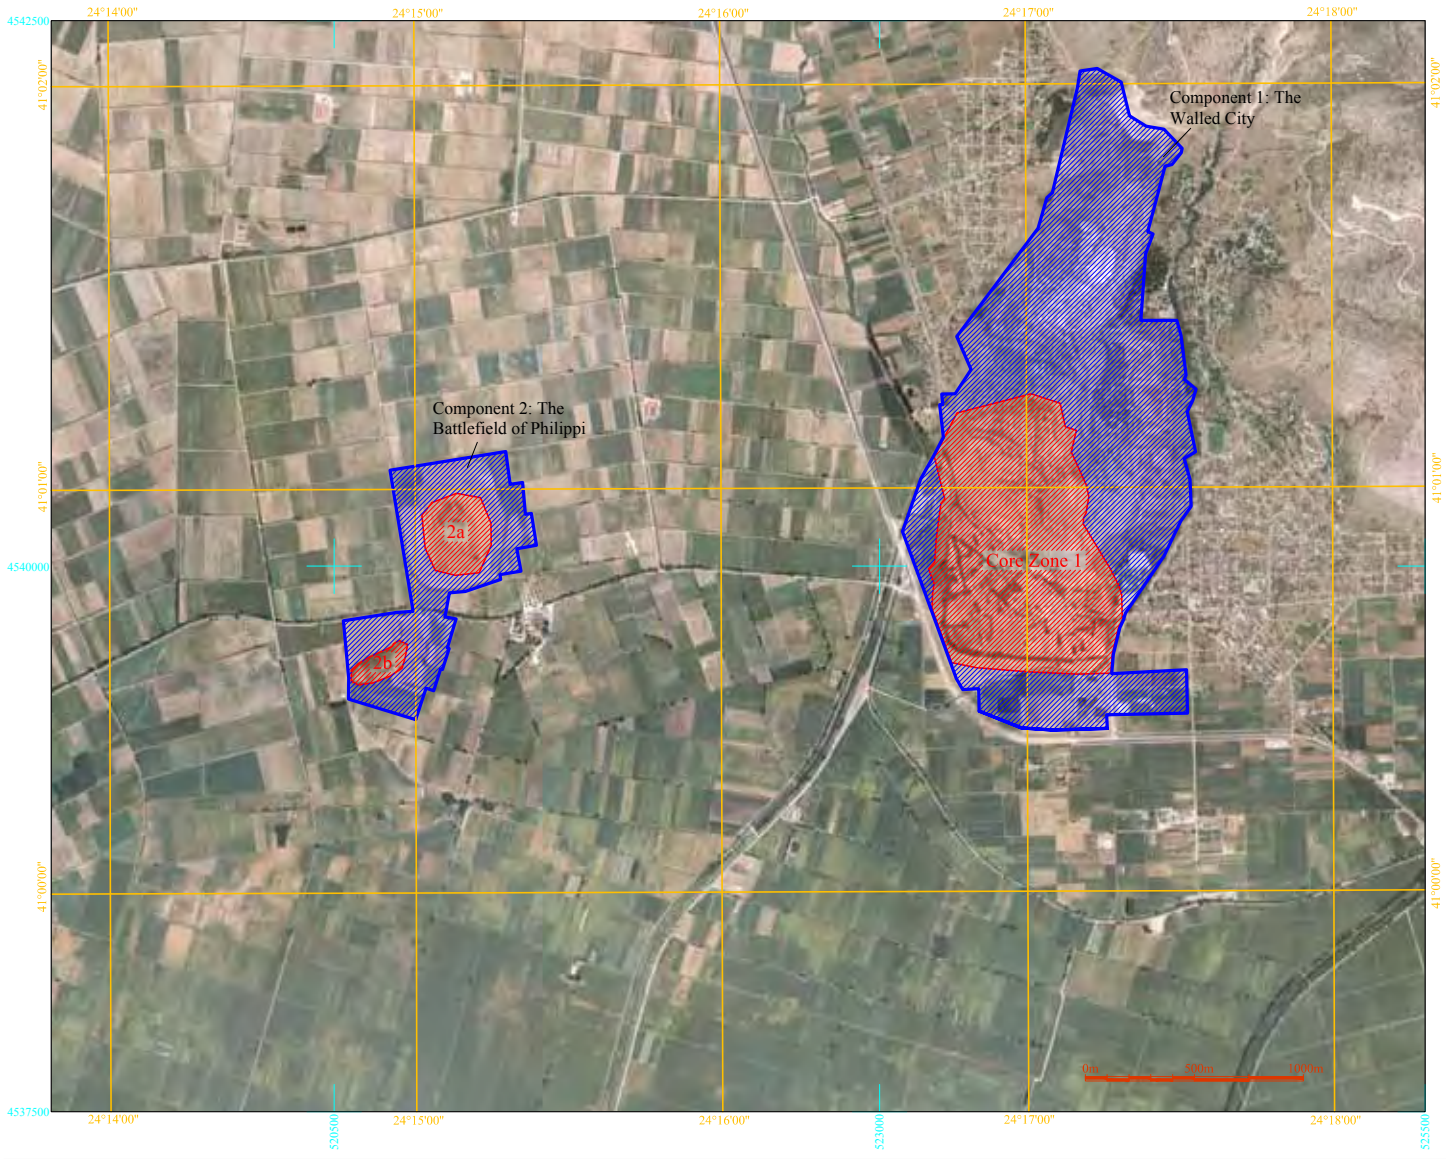 24°14'00" 24°15'00" 24°16'00" 24°17'00" 24°18'00"
4542500
41°02'00" 41°02'00"
Component 1: The
Walled City
Component 2: The
Battlefield of Philippi
41°01'00" 41°01'00"
2a
Core Zone 1
4540000
2b
41°00'00" 41°00'00"
0m 500m 1000m
4537500
24°14'00" 24°15'00" 24°16'00" 24°17'00" 24°18'00"
520500 523000 525500